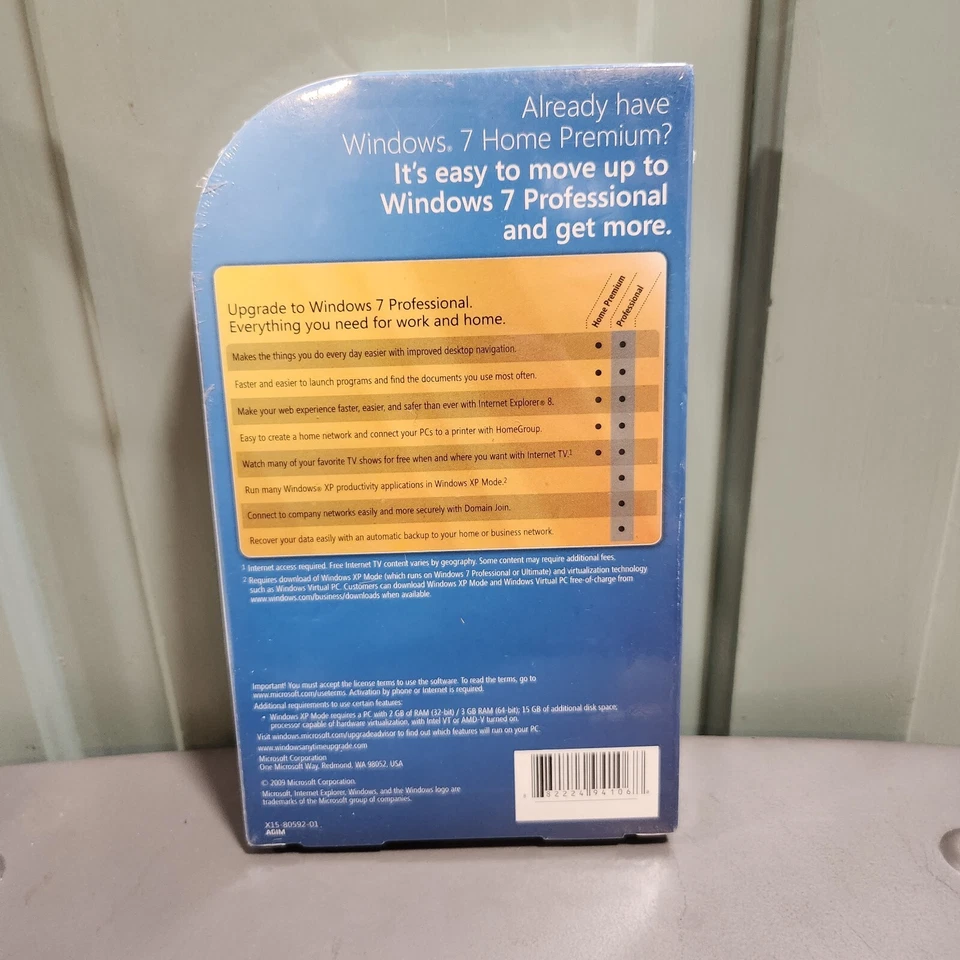 Already have
Windows® 7 Home Premium?
It's easy to move up to
Windows 7 Professional
and get more.
Upgrade to Windows 7 Professional.
Everything you need for work and home.
Home Premium
Professional
Makes the things you do every day easier with improved desktop navigation.
Faster and easier to launch programs and find the documents you use most often.
Make your web experience faster, easier, and safer than ever with Internet Explorer® 8.
Easy to create a home network and connect your PCs to a printer with HomeGroup.
Watch many of your favorite TV shows for free when and where you want with Internet TV.¹
Run many Windows® XP productivity applications in Windows XP Mode.²
Connect to company networks easily and more securely with Domain Join.
Recover your data easily with an automatic backup to your home or business network.
¹ Internet access required. Free Internet TV content varies by geography. Some content may require additional fees.
² Requires download of Windows XP Mode (which runs on Windows 7 Professional or Ultimate) and virtualization technology
such as Windows Virtual PC. Customers can download Windows XP Mode and Windows Virtual PC free-of-charge from
www.windows.com/business/downloads when available.
Important! You must accept the license terms to use the software. To read the terms, go to
www.microsoft.com/useterms. Activation by phone or Internet is required.
Additional requirements to use certain features:
• Windows XP Mode requires a PC with 2 GB of RAM (32-bit) / 3 GB RAM (64-bit); 15 GB of additional disk space;
processor capable of hardware virtualization, with Intel VT or AMD-V turned on.
Visit windows.microsoft.com/upgradeadvisor to find out which features will run on your PC.
www.windowsanytimeupgrade.com
Microsoft Corporation
One Microsoft Way, Redmond, WA 98052, USA
© 2009 Microsoft Corporation.
Microsoft, Internet Explorer, Windows, and the Windows logo are
trademarks of the Microsoft group of companies.
82224 94106
X15-80592-01
AGIM